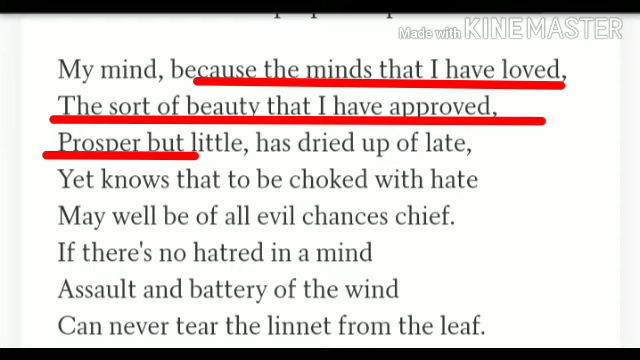 Made with KINEMASTER
My mind, because the minds that I have loved,
The sort of beauty that I have approved,
Prosper but little, has dried up of late,
Yet knows that to be choked with hate
May well be of all evil chances chief.
If there's no hatred in a mind
Assault and battery of the wind
Can never tear the linnet from the leaf.